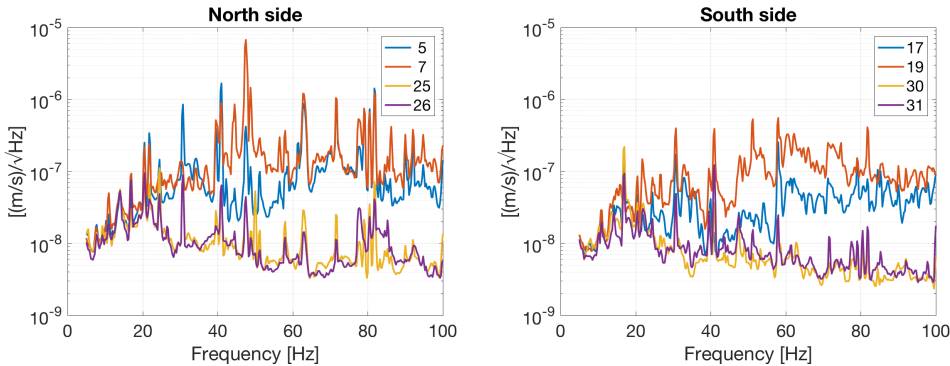 North side
10⁻⁵
10⁻⁶
10⁻⁷
10⁻⁸
10⁻⁹
[(m/s)/√Hz]
0 20 40 60 80 100
Frequency [Hz]
5
7
25
26
South side
10⁻⁵
10⁻⁶
10⁻⁷
10⁻⁸
10⁻⁹
[(m/s)/√Hz]
0 20 40 60 80 100
Frequency [Hz]
17
19
30
31